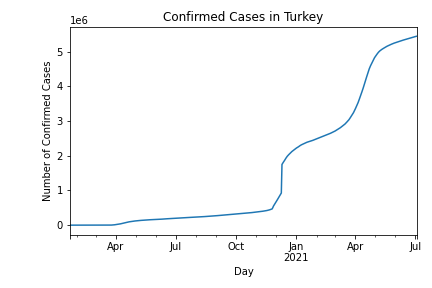 Confirmed Cases in Turkey
1e6
Number of Confirmed Cases
5
4
3
2
1
0
Apr Jul Oct Jan Apr Jul
2021
Day